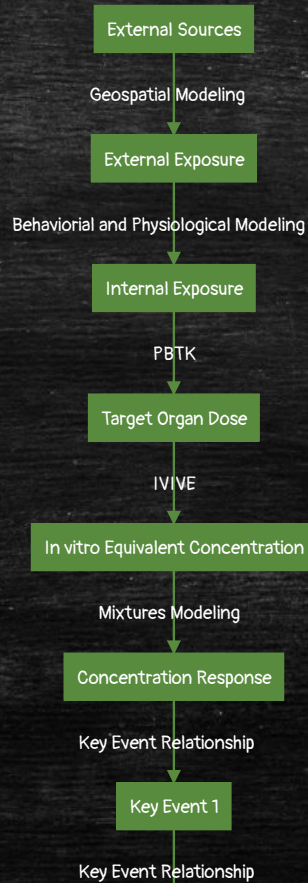 External Sources
Geospatial Modeling
External Exposure
Behaviorial and Physiological Modeling
Internal Exposure
PBTK
Target Organ Dose
IVIVE
In vitro Equivalent Concentration
Mixtures Modeling
Concentration Response
Key Event Relationship
Key Event 1
Key Event Relationship